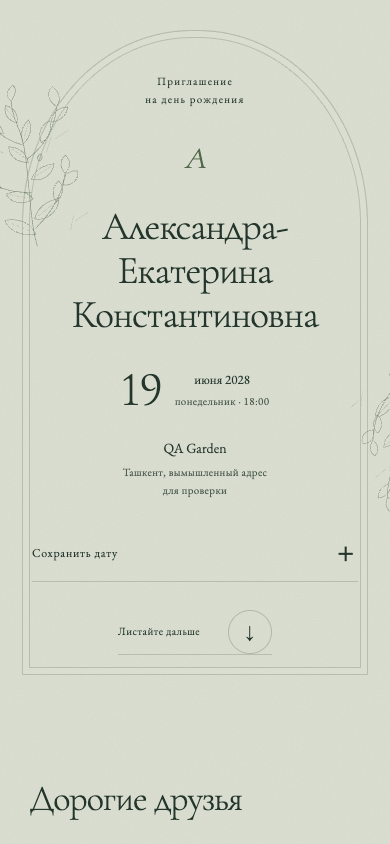 Приглашение
на день рождения
А
Александра-
Екатерина
Константиновна
19
июня 2028
понедельник · 18:00
QA Garden
Ташкент, вымышленный адрес
для проверки
Сохранить дату +
Листайте дальше ↓
Дорогие друзья